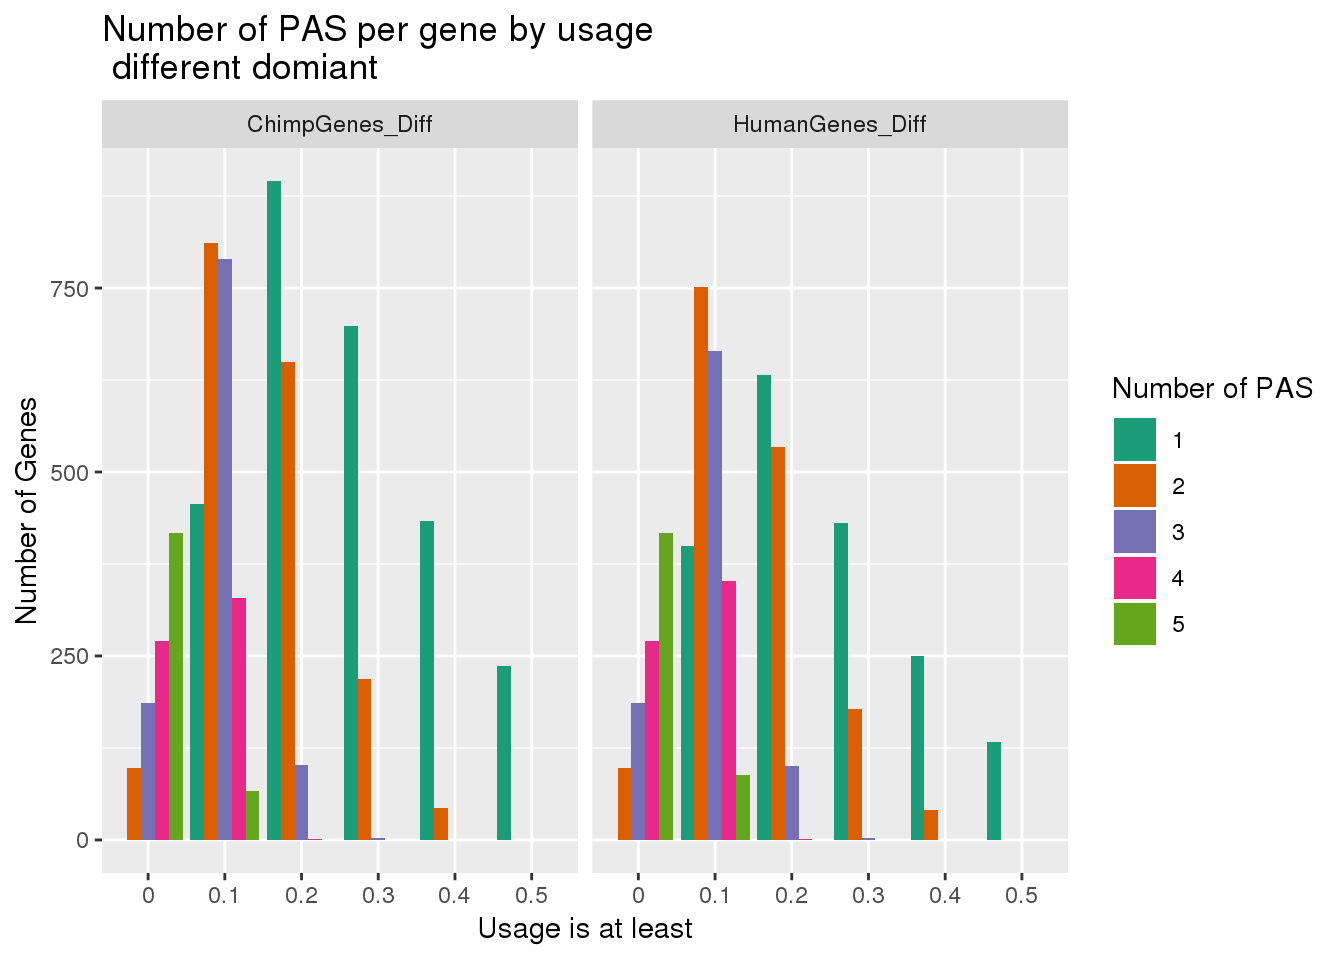 Number of PAS per gene by usage
different domiant
ChimpGenes_Diff
HumanGenes_Diff
Number of Genes
750
500
250
0
0 0.1 0.2 0.3 0.4 0.5
0 0.1 0.2 0.3 0.4 0.5
Usage is at least
Number of PAS
1
2
3
4
5